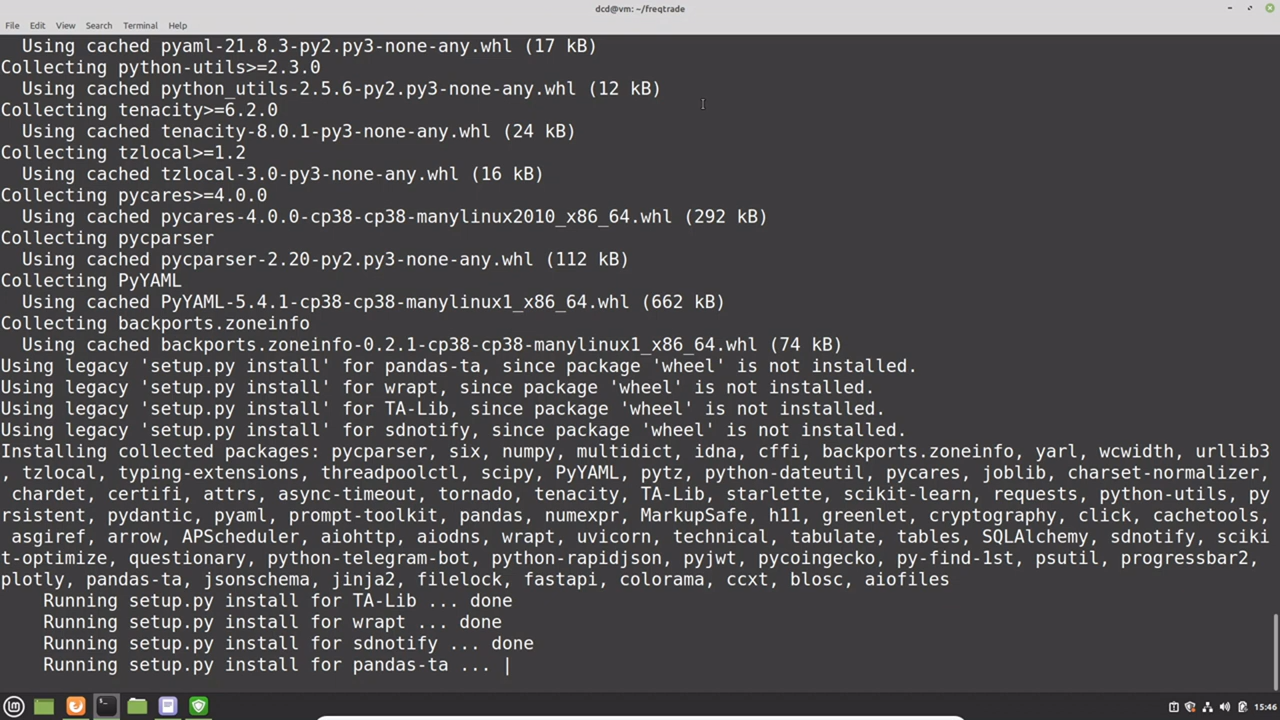 dcd@vm: ~/freqtrade
File Edit View Search Terminal Help
Using cached pyaml-21.8.3-py2.py3-none-any.whl (17 kB)
Collecting python-utils>=2.3.0
Using cached python_utils-2.5.6-py2.py3-none-any.whl (12 kB)
Collecting tenacity>=6.2.0
Using cached tenacity-8.0.1-py3-none-any.whl (24 kB)
Collecting tzlocal>=1.2
Using cached tzlocal-3.0-py3-none-any.whl (16 kB)
Collecting pycares>=4.0.0
Using cached pycares-4.0.0-cp38-cp38-manylinux2010_x86_64.whl (292 kB)
Collecting pycparser
Using cached pycparser-2.20-py2.py3-none-any.whl (112 kB)
Collecting PyYAML
Using cached PyYAML-5.4.1-cp38-cp38-manylinux1_x86_64.whl (662 kB)
Collecting backports.zoneinfo
Using cached backports.zoneinfo-0.2.1-cp38-cp38-manylinux1_x86_64.whl (74 kB)
Using legacy 'setup.py install' for pandas-ta, since package 'wheel' is not installed.
Using legacy 'setup.py install' for wrapt, since package 'wheel' is not installed.
Using legacy 'setup.py install' for TA-Lib, since package 'wheel' is not installed.
Using legacy 'setup.py install' for sdnotify, since package 'wheel' is not installed.
Installing collected packages: pycparser, six, numpy, multidict, idna, cffi, backports.zoneinfo, yarl, wcwidth, urllib3
, tzlocal, typing-extensions, threadpoolctl, scipy, PyYAML, pytz, python-dateutil, pycares, joblib, charset-normalizer,
chardet, certifi, attrs, async-timeout, tornado, tenacity, TA-Lib, starlette, scikit-learn, requests, python-utils, py
rsistent, pydantic, pyaml, prompt-toolkit, pandas, numexpr, MarkupSafe, h11, greenlet, cryptography, click, cachetools,
asgiref, arrow, APScheduler, aiohttp, aiodns, wrapt, uvicorn, technical, tabulate, tables, SQLAlchemy, sdnotify, sciki
t-optimize, questionary, python-telegram-bot, python-rapidjson, pyjwt, pycoingecko, py-find-1st, psutil, progressbar2,
plotly, pandas-ta, jsonschema, jinja2, filelock, fastapi, colorama, ccxt, blosc, aiofiles
Running setup.py install for TA-Lib ... done
Running setup.py install for wrapt ... done
Running setup.py install for sdnotify ... done
Running setup.py install for pandas-ta ... |
15:46